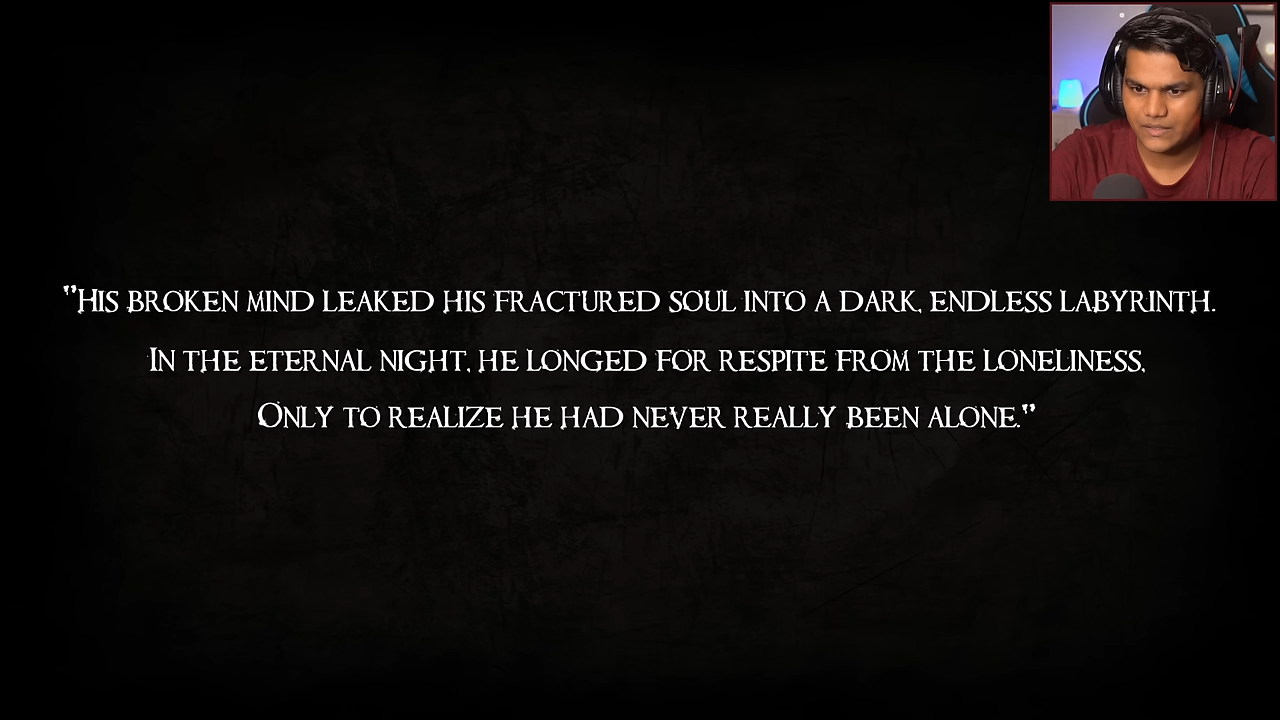 "His broken mind leaked his fractured soul into a dark, endless labyrinth.
In the eternal night, he longed for respite from the loneliness,
Only to realize he had never really been alone."